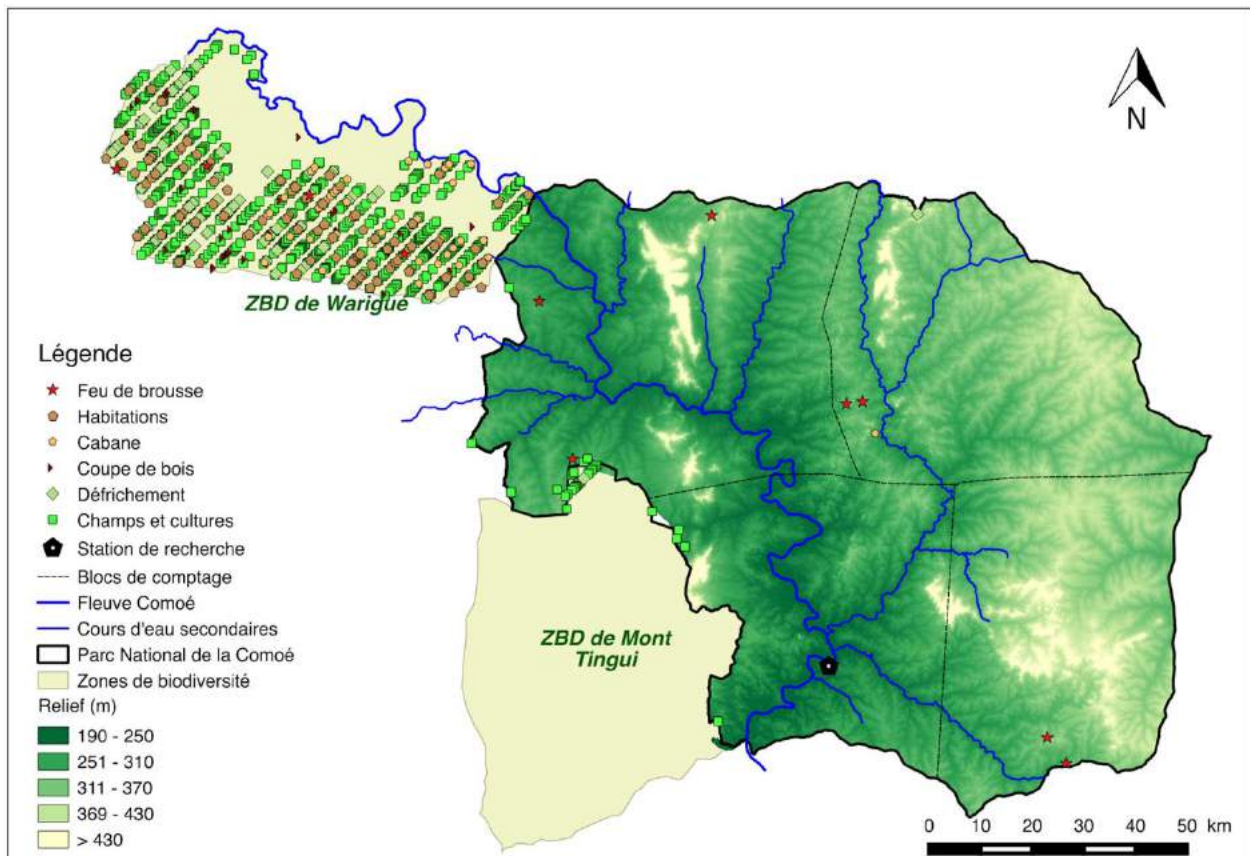 N
ZBD de Warigué
Légende
Feu de brousse
Habitations
Cabane
Coupe de bois
Défrichement
Champs et cultures
Station de recherche
Blocs de comptage
Fleuve Comoé
Cours d'eau secondaires
Parc National de la Comoé
Zones de biodiversité
Relief (m)
190 - 250
251 - 310
311 - 370
369 - 430
> 430
ZBD de Mont
Tingui
0 10 20 30 40 50 km